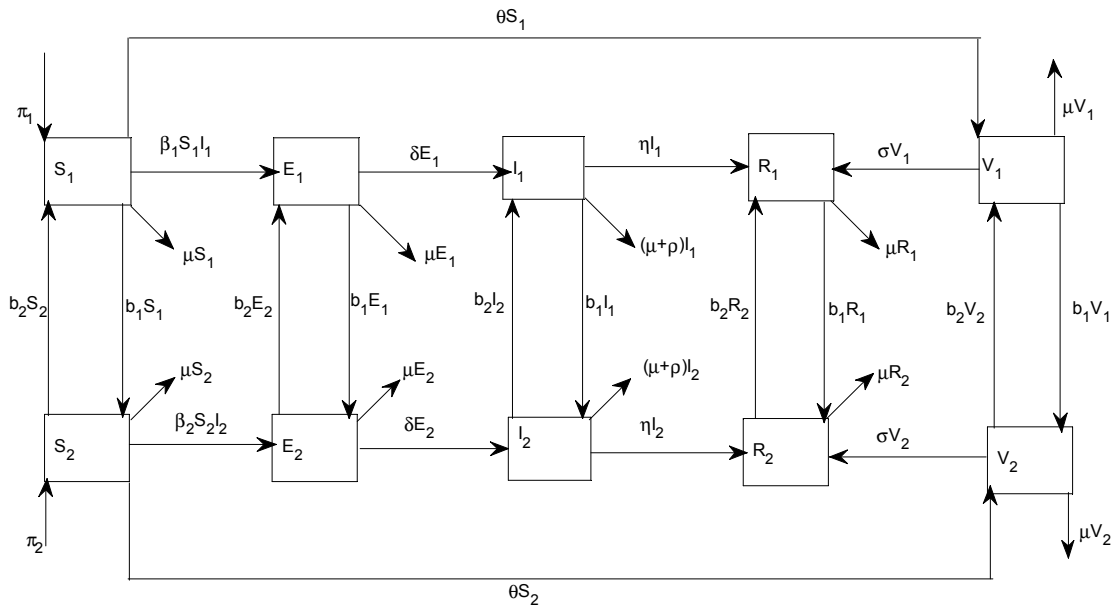 θS₁
π₁
μV₁
β₁S₁I₁
δE₁
ηI₁
σV₁
S₁
E₁
I₁
R₁
V₁
μS₁
μE₁
(μ+ρ)I₁
μR₁
b₂S₂
b₁S₁
b₂E₂
b₁E₁
b₂I₂
b₁I₁
b₂R₂
b₁R₁
b₂V₂
b₁V₁
μS₂
μE₂
(μ+ρ)I₂
μR₂
β₂S₂I₂
δE₂
ηI₂
σV₂
S₂
E₂
I₂
R₂
V₂
π₂
μV₂
θS₂